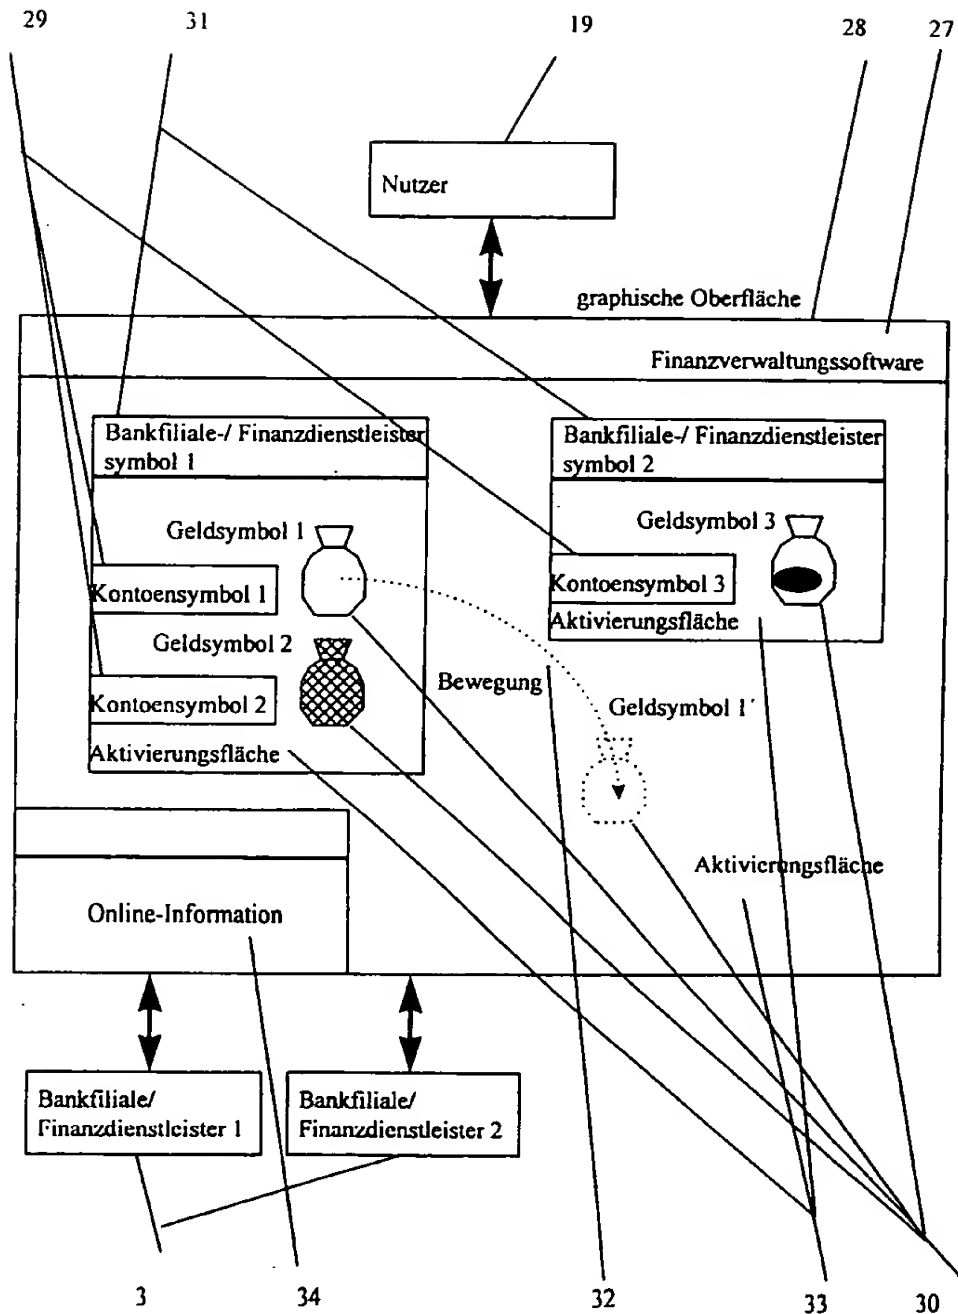 29
31
19
28
27
Nutzer
graphische Oberfläche
Finanzverwaltungssoftware
Bankfiliale-/ Finanzdienstleister
symbol 1
Bankfiliale-/ Finanzdienstleister
symbol 2
Geldsymbol 1
Geldsymbol 3
Kontoensymbol 1
Kontoensymbol 3
Aktivierungsfläche
Geldsymbol 2
Kontoensymbol 2
Bewegung
Geldsymbol 1'
Aktivierungsfläche
Aktivierungsfläche
Online-Information
Bankfiliale/
Finanzdienstleister 1
Bankfiliale/
Finanzdienstleister 2
3
34
32
33
30